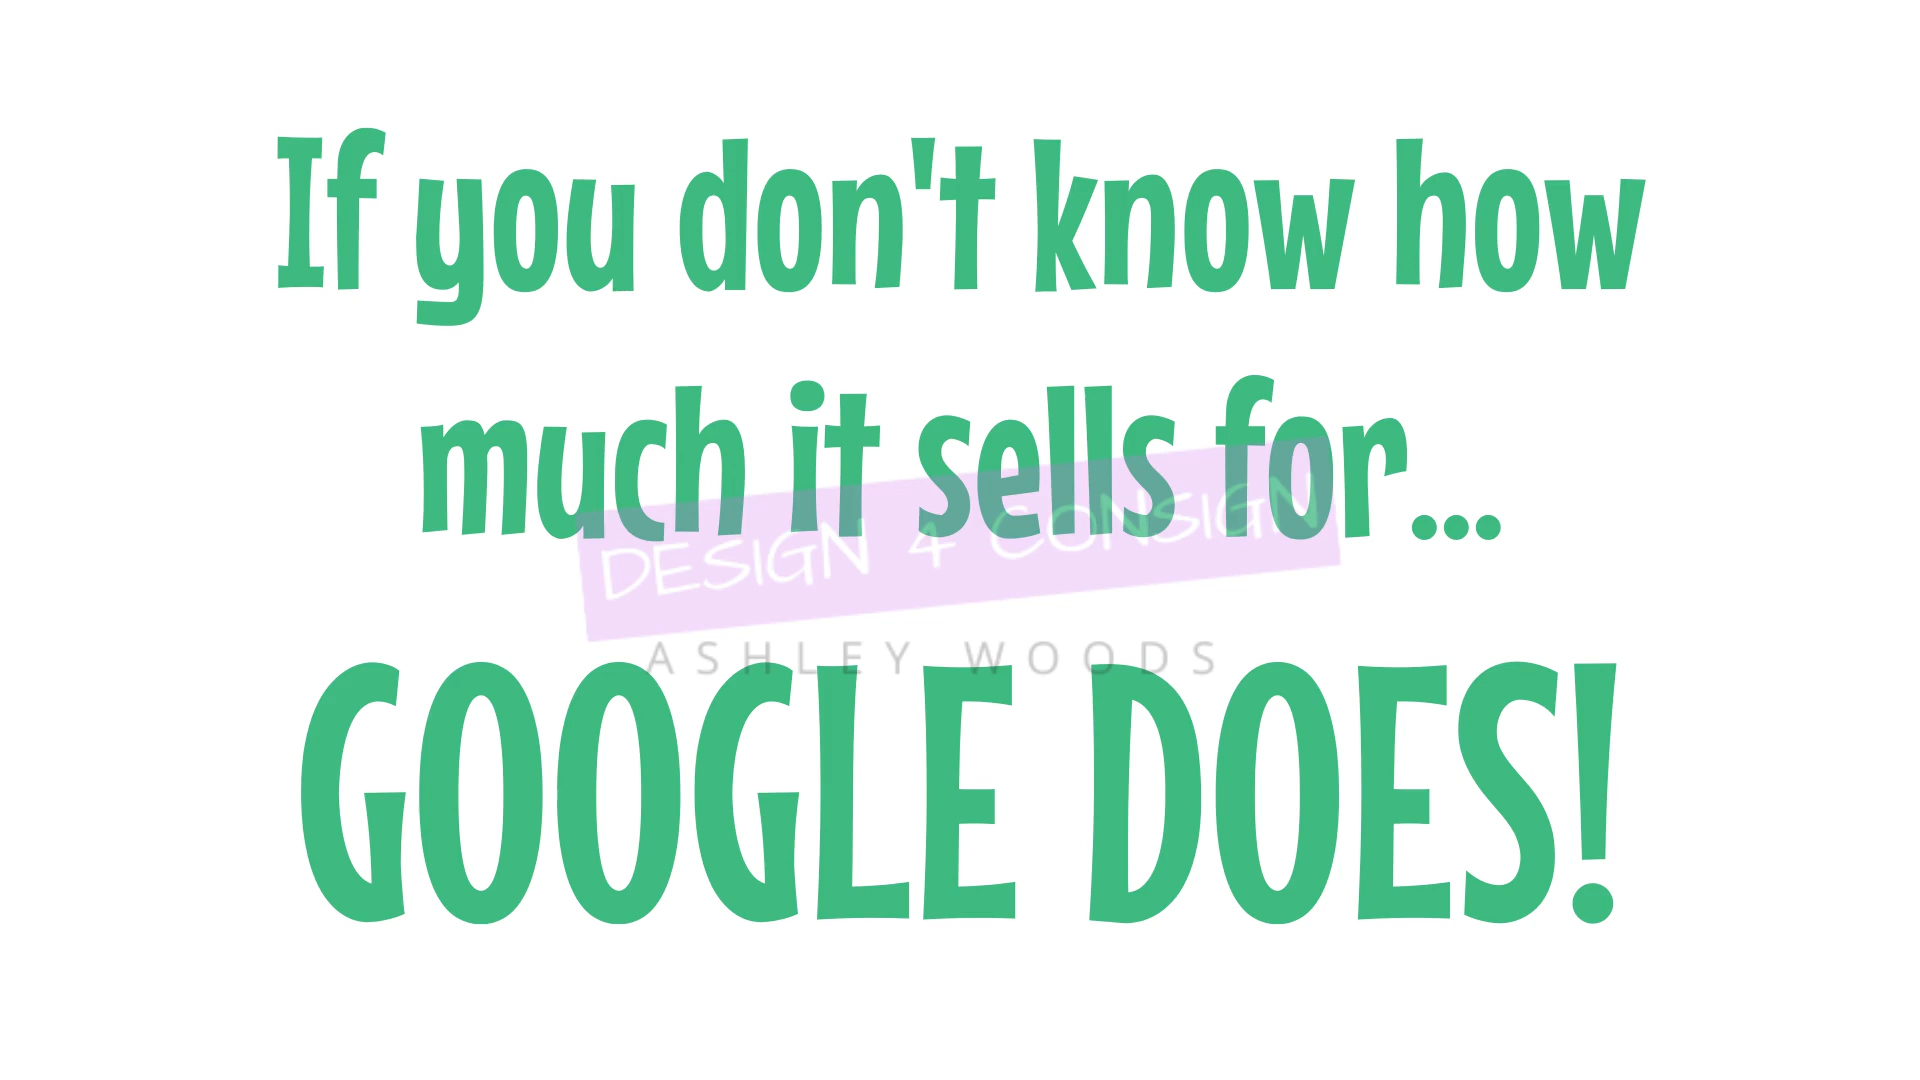 If you don't know how
much it sells for...
DESIGN 4 CONSIGN
ASHLEY WOODS
GOOGLE DOES!